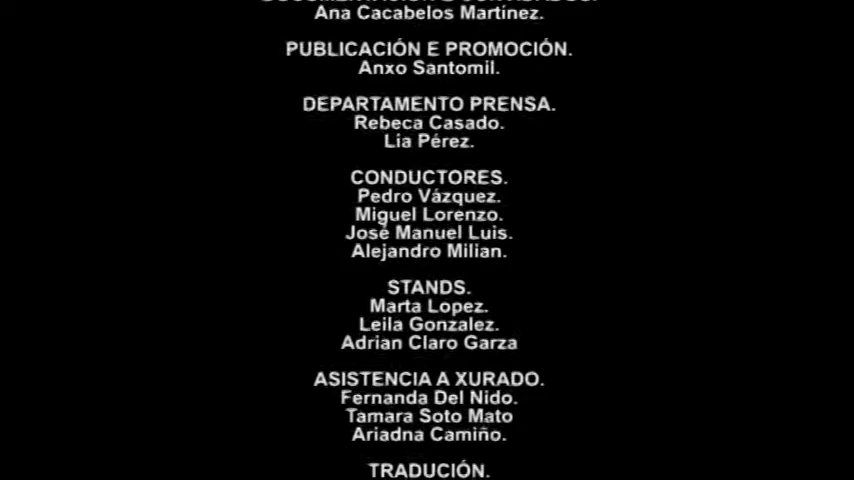 Ana Cacabelos Martínez.
PUBLICACIÓN E PROMOCIÓN.
Anxo Santomil.
DEPARTAMENTO PRENSA.
Rebeca Casado.
Lia Pérez.
CONDUCTORES.
Pedro Vázquez.
Miguel Lorenzo.
José Manuel Luis.
Alejandro Milian.
STANDS.
Marta Lopez.
Leila Gonzalez.
Adrian Claro Garza
ASISTENCIA A XURADO.
Fernanda Del Nido.
Tamara Soto Mato
Ariadna Camiño.
TRADUCIÓN.